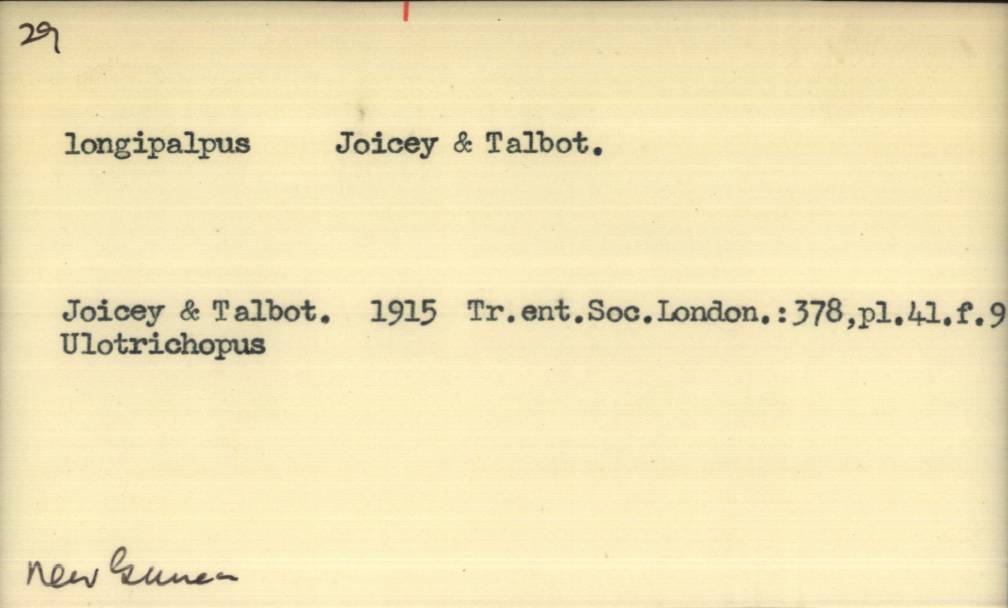 29
longipalpus Joicey & Talbot.
Joicey & Talbot. 1915 Tr.ent.Soc.London.:378,pl.41.f.9
Ulotrichopus
New Guinea